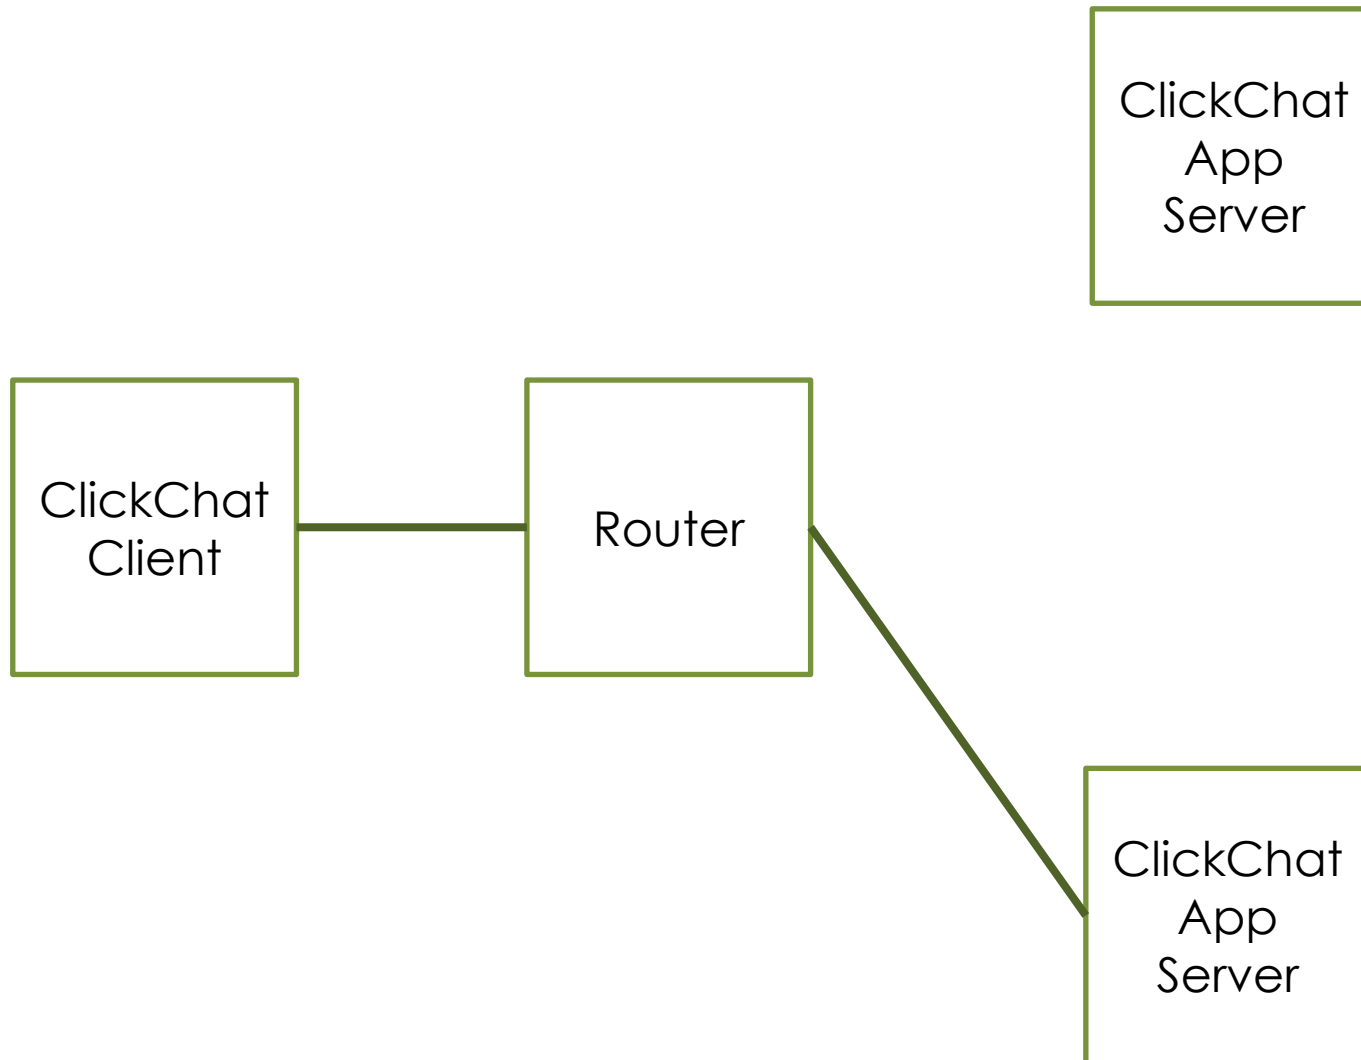 ClickChat
App
Server
ClickChat
Client
Router
ClickChat
App
Server